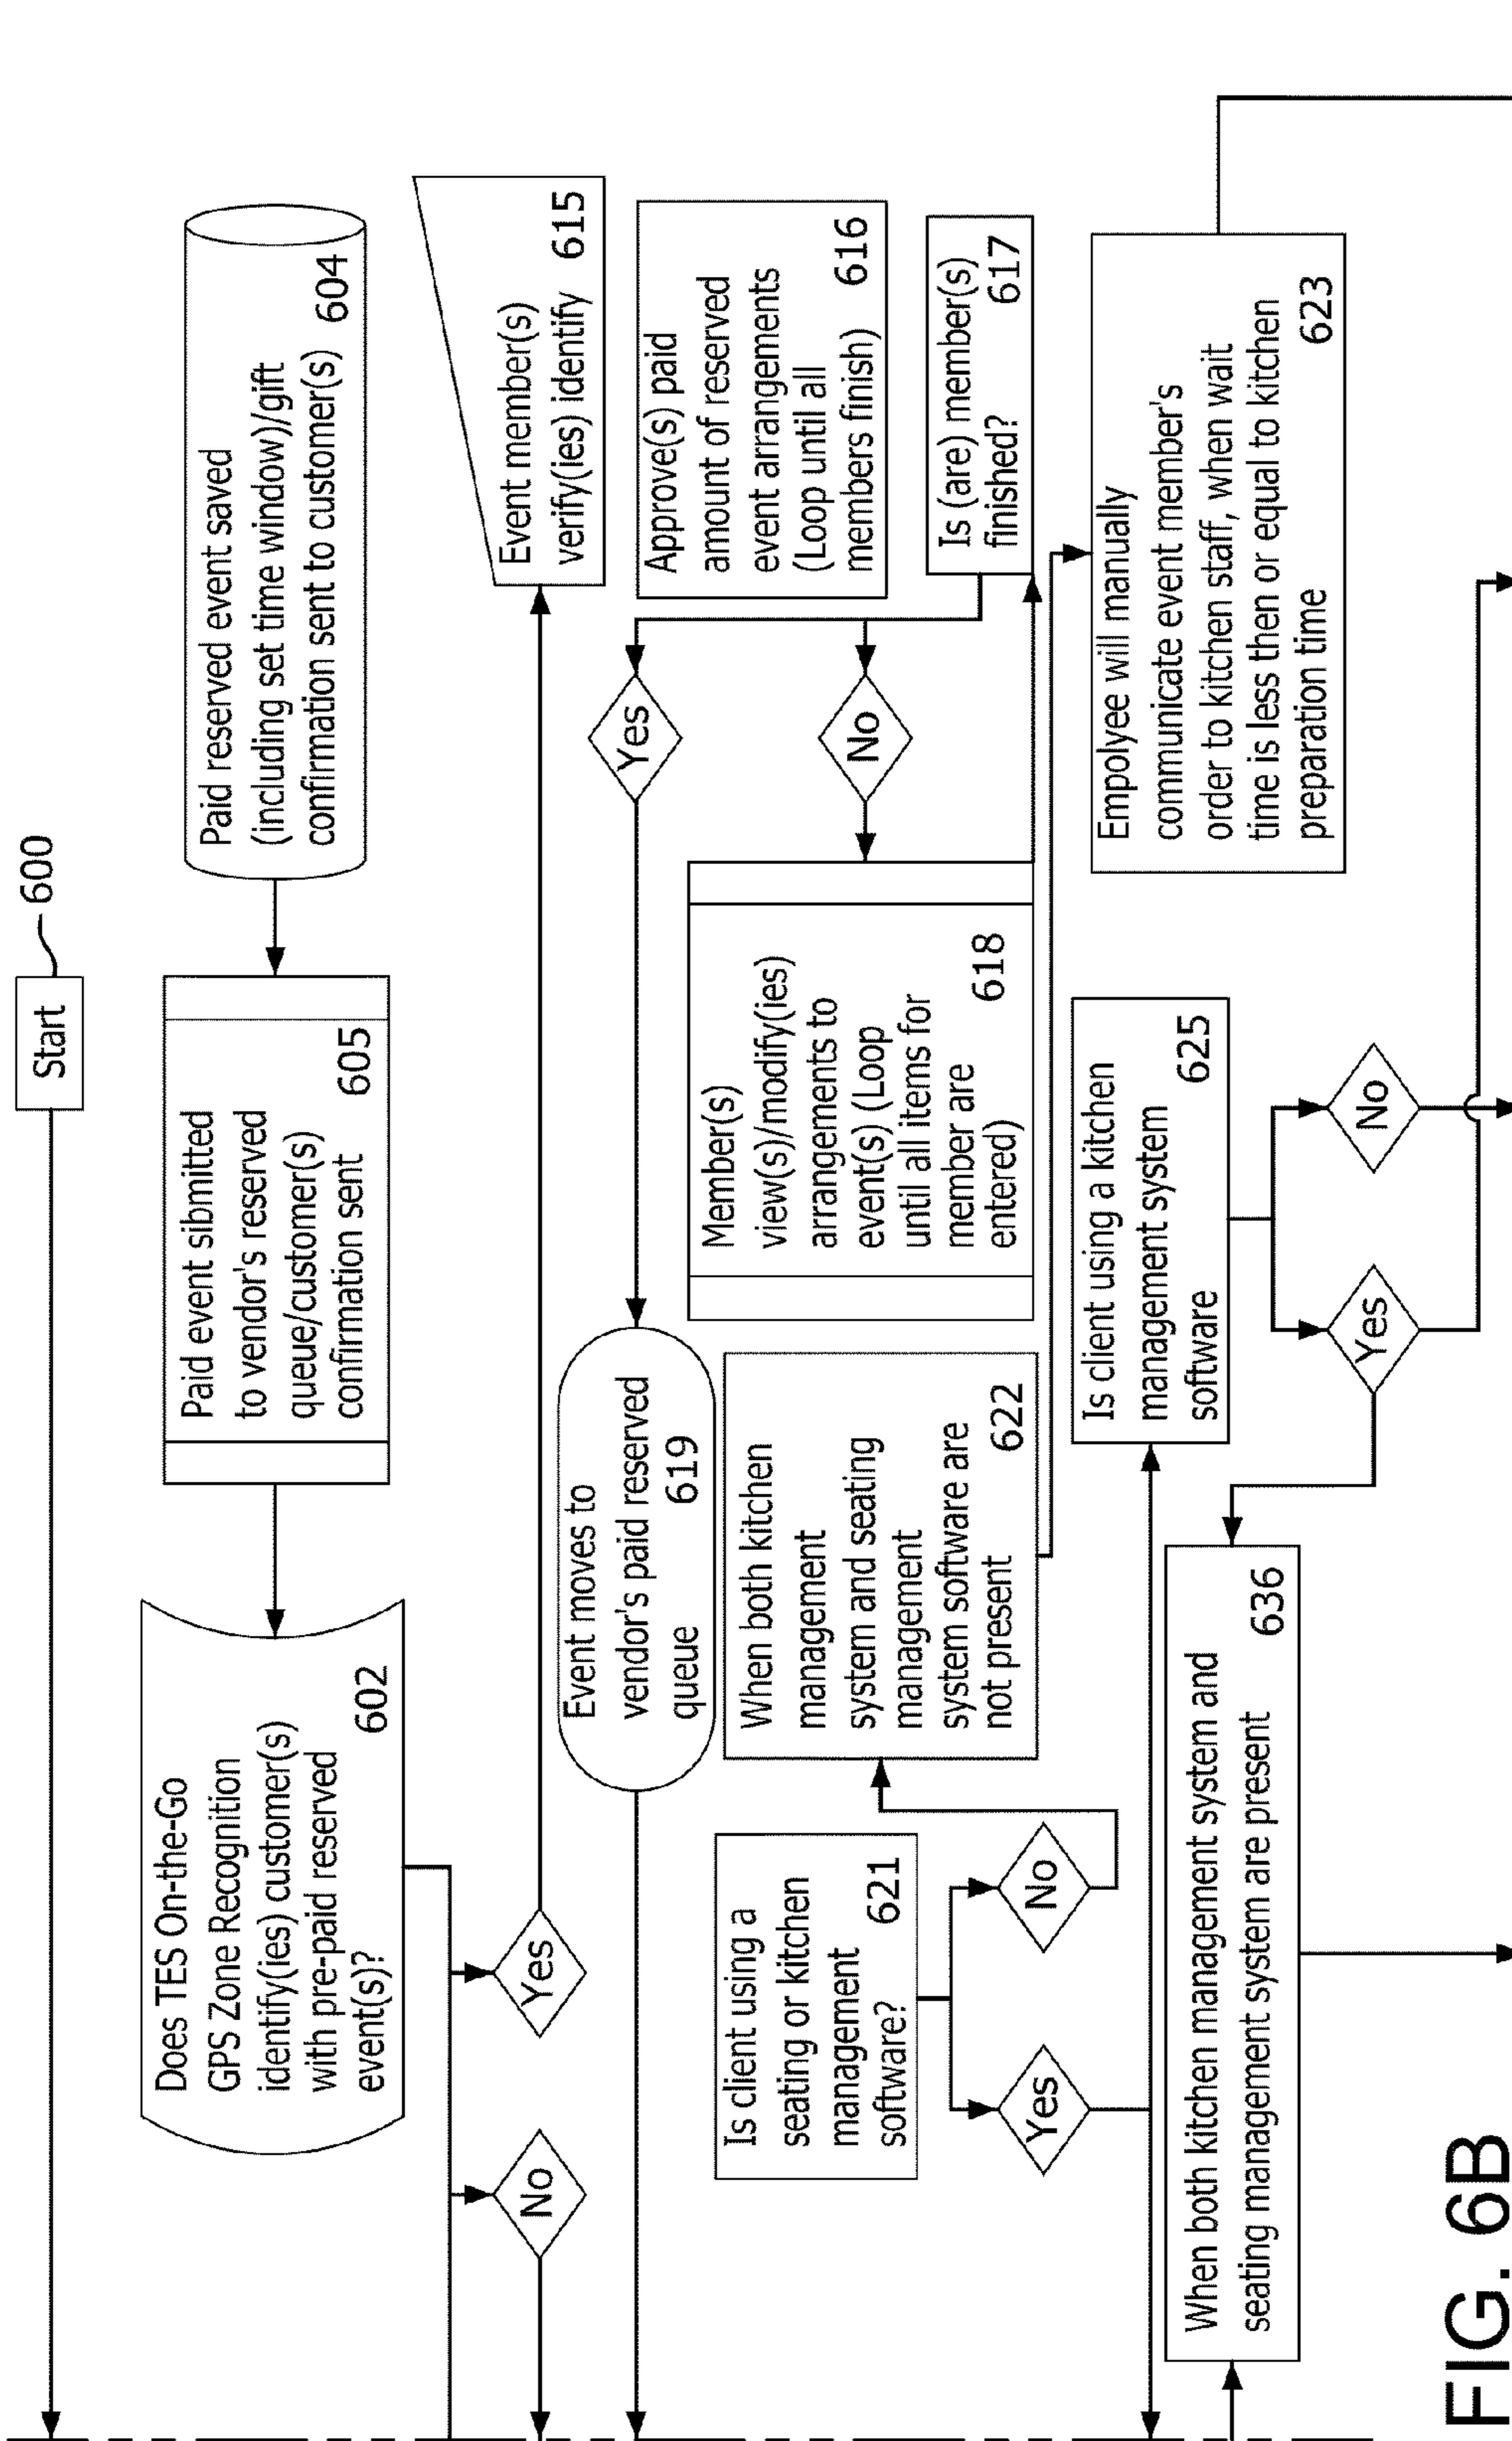 Start
600
Paid reserved event saved
(including set time window)/gift
confirmation sent to customer(s)
604
Paid event sibmitted
to vendor's reserved
queue/customer(s)
confirmation sent
605
Does TES On-the-Go
GPS Zone Recognition
identify(ies) customer(s)
with pre-paid reserved
event(s)?
602
No
Yes
Event member(s)
verify(ies) identify
615
Approve(s) paid
amount of reserved
event arrangements
(Loop until all
members finish)
616
Is (are) member(s)
finished?
617
Yes
No
Member(s)
view(s)/modify(ies)
arrangements to
event(s) (Loop
until all items for
member are
entered)
618
Event moves to
vendor's paid reserved
queue
619
Is client using a
seating or kitchen
management
software?
621
Yes
No
When both kitchen
management
system and seating
management
system software are
not present
622
Empolyee will manually
communicate event member's
order to kitchen staff, when wait
time is less then or equal to kitchen
preparation time
623
Is client using a kitchen
management system
software
625
Yes
No
When both kitchen management system and
seating management system are present
636
FIG. 6B